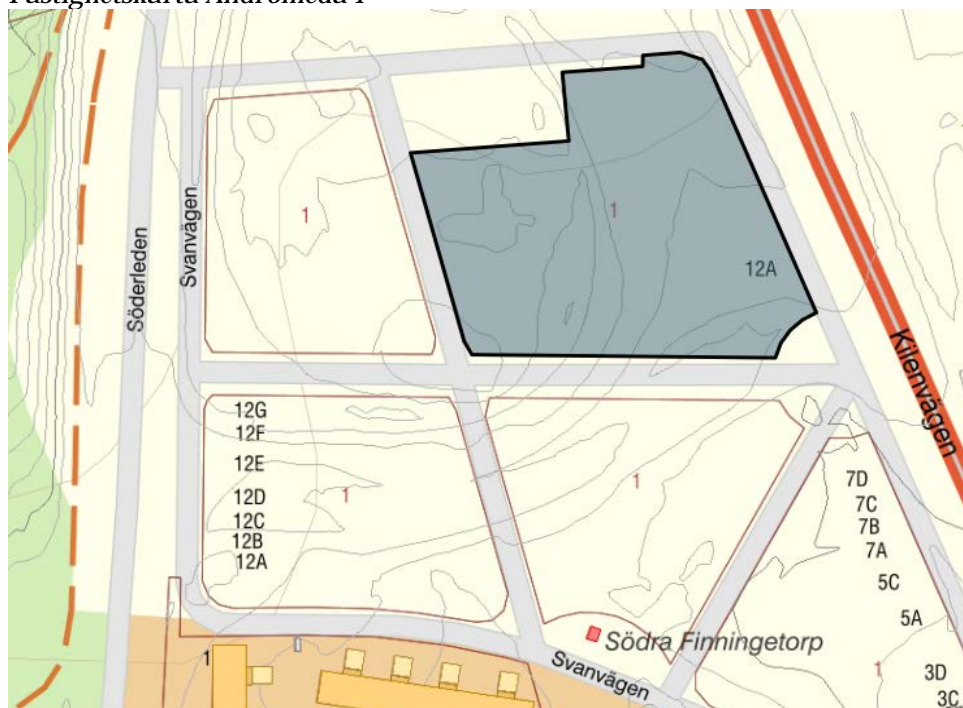 Fastighetskarta Andromeda 1
Söderleden
Svanvägen
1
1
12A
Kilenvägen
12G
12F
12E
12D
12C
12B
12A
1
1
7D
7C
7B
7A
5C
5A
3D
3C
1
Södra Finningetorp
Svanvägen
1